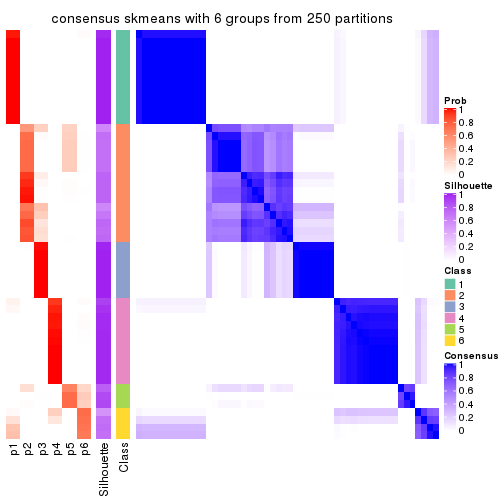 consensus skmeans with 6 groups from 250 partitions
Prob
1
0.8
0.6
0.4
0.2
0
Silhouette
1
0.8
0.6
0.4
0.2
0
Class
1
2
3
4
5
6
Consensus
1
0.8
0.6
0.4
0.2
0
p1
p2
p3
p4
p5
p6
Silhouette
Class